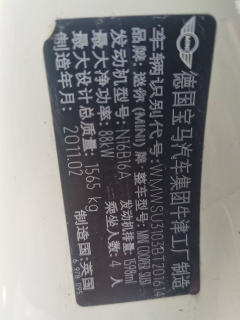 MINI
德国宝马汽车集团牛津工厂制造
车辆识别代号:
品牌: 迷你 (MINI) 牌 整车型号: MINI COOPER
发动机型号: N16B16A 发动机排量: 1598ml
最大净功率: 88kW 乘坐人数: 4 人
最大设计总质量: 1565 kg
制造年月: 2011.02 制造国: 英国